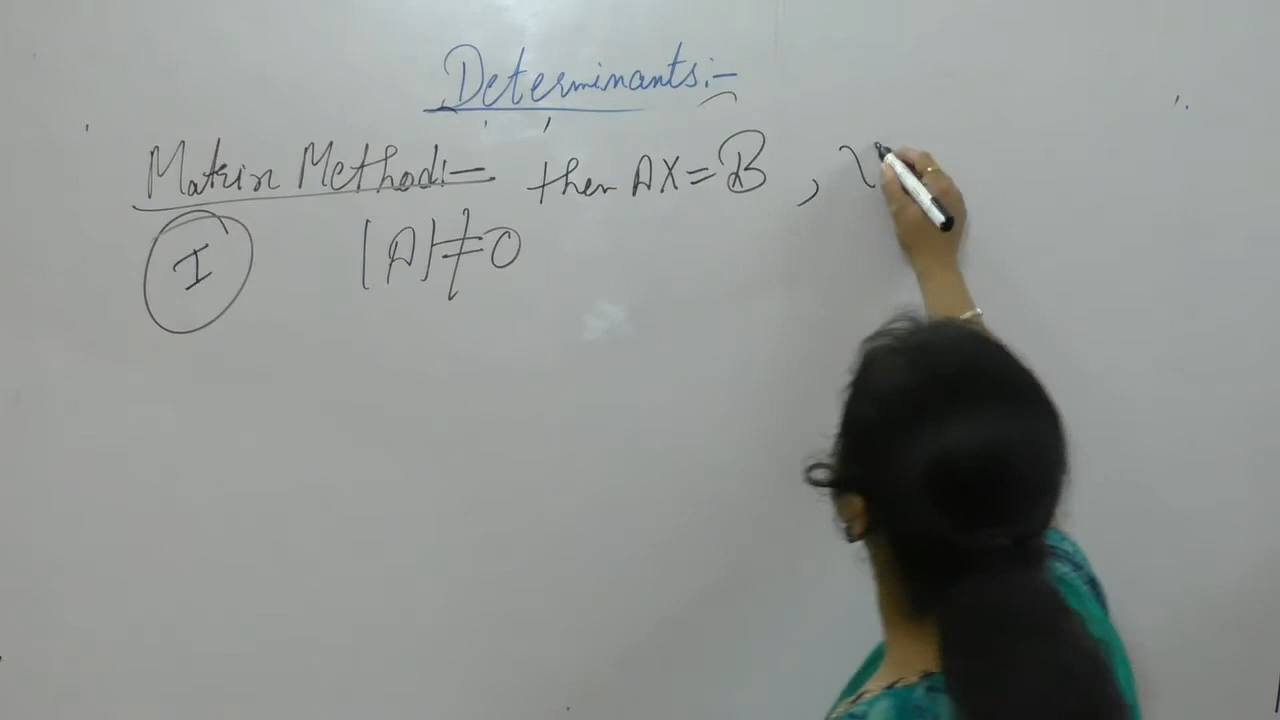 Determinants:-
Matrix Method:- then AX = B ,
I |A| ≠ 0